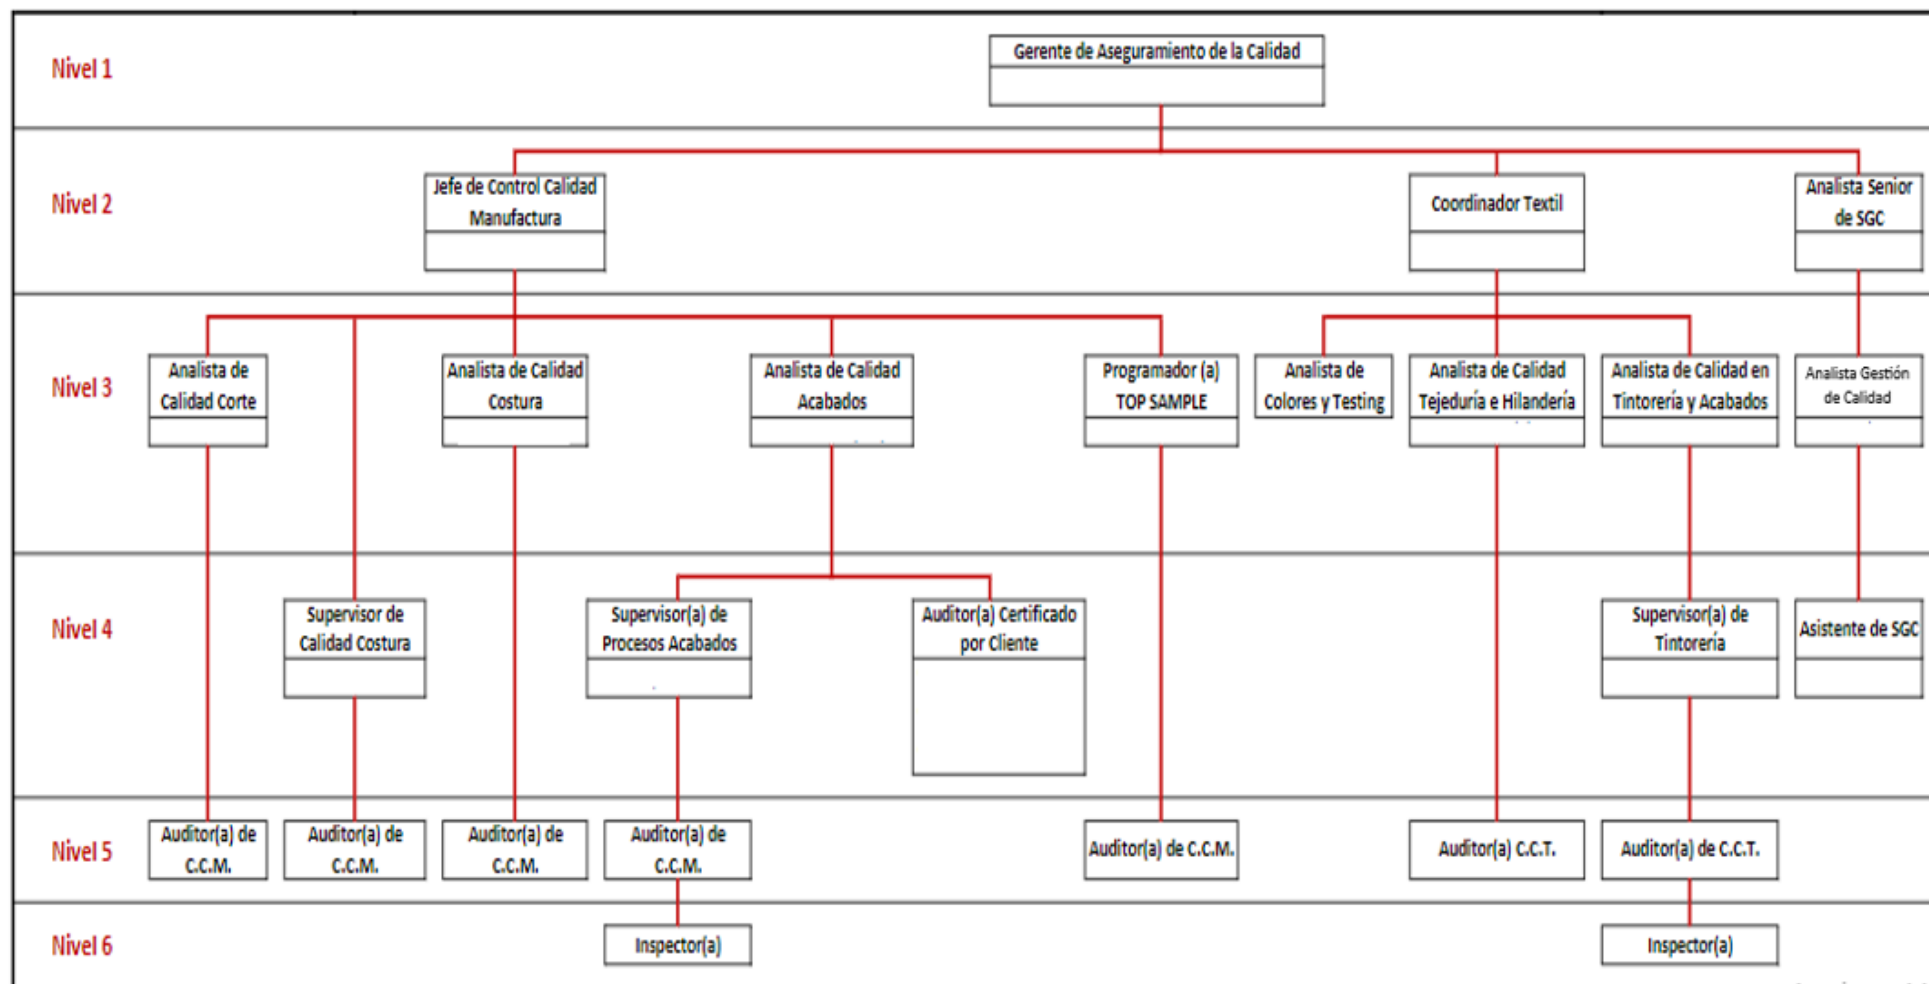 Nivel 1
Gerente de Aseguramiento de la Calidad
Nivel 2
Jefe de Control Calidad
Manufactura
Coordinador Textil
Analista Senior
de SGC
Nivel 3
Analista de
Calidad Corte
Analista de Calidad
Costura
Analista de Calidad
Acabados
Programador (a)
TOP SAMPLE
Analista de
Colores y Testing
Analista de Calidad
Tejeduría e Hilandería
Analista de Calidad en
Tintorería y Acabados
Analista Gestión
de Calidad
Nivel 4
Supervisor de
Calidad Costura
Supervisor(a) de
Procesos Acabados
Auditor(a) Certificado
por Cliente
Supervisor(a) de
Tintorería
Asistente de SGC
Nivel 5
Auditor(a) de
C.C.M.
Auditor(a) de
C.C.M.
Auditor(a) de
C.C.M.
Auditor(a) de
C.C.M.
Auditor(a) de C.C.M.
Auditor(a) C.C.T.
Auditor(a) de C.C.T.
Nivel 6
Inspector(a)
Inspector(a)